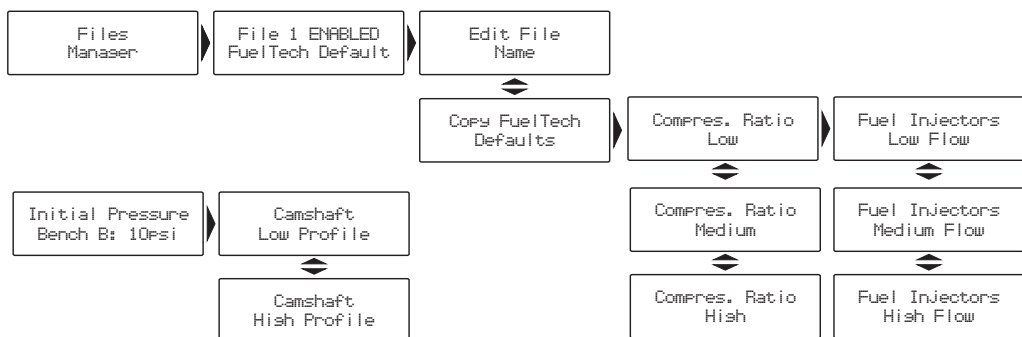 Files
Manager
File 1 ENABLED
FuelTech Default
Edit File
Name
Copy FuelTech
Defaults
Compres. Ratio
Low
Fuel Injectors
Low Flow
Compres. Ratio
Medium
Fuel Injectors
Medium Flow
Compres. Ratio
High
Fuel Injectors
High Flow
Initial Pressure
Bench B: 10psi
Camshaft
Low Profile
Camshaft
High Profile